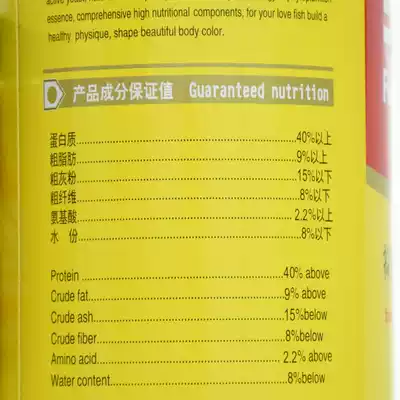 essence, comprehensive high nutritional components, for your love fish build a
healthy physique, shape beautiful body color.
产品成分保证值 Guaranteed nutrition
蛋白质........................40%以上
粗脂肪........................9%以上
粗灰粉........................15%以下
粗纤维........................8%以下
氨基酸........................2.2%以上
水 份........................8%以下
Protein........................40% above
Crude fat........................9% above
Crude ash........................15%below
Crude fiber........................8%below
Amino acid........................2.2% above
Water content........................8%below